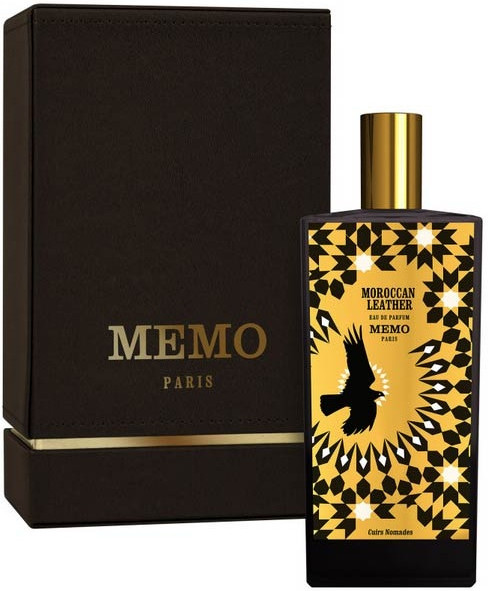 MEMO
PARIS
MOROCCAN
LEATHER
EAU DE PARFUM
MEMO
PARIS
Cuirs Nomades